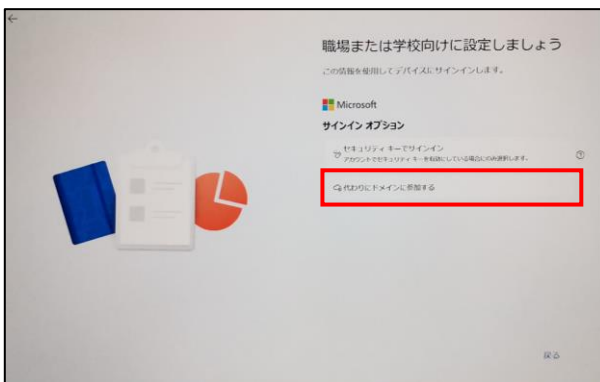 職場または学校向けに設定しましょう
この情報を使用してデバイスにサインインします。
Microsoft
サインイン オプション
セキュリティ キーでサインイン
アカウントでセキュリティ キーを有効にしている場合にのみ選択します。
代わりにドメインに参加する
戻る